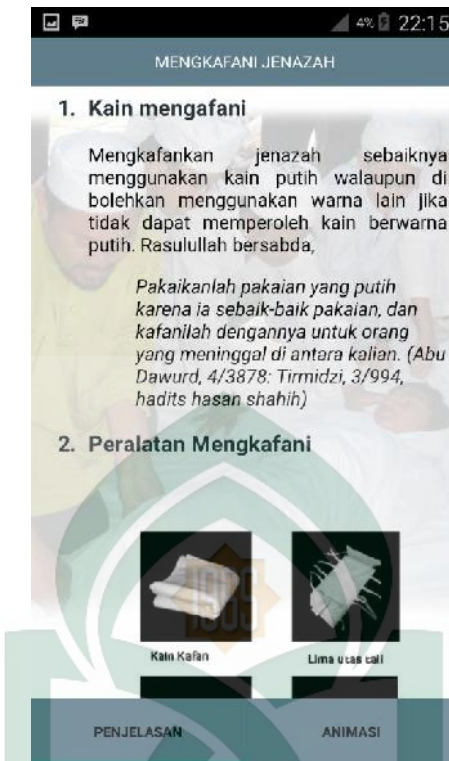 4% 22:15
MENGKAFANI JENAZAH
1. Kain mengafani
Mengkafankan jenazah sebaiknya
menggunakan kain putih walaupun di
bolehkan menggunakan warna lain jika
tidak dapat memperoleh kain berwarna
putih. Rasulullah bersabda,
Pakaikanlah pakaian yang putih
karena ia sebaik-baik pakaian, dan
kafanilah dengannya untuk orang
yang meninggal di antara kalian. (Abu
Dawurd, 4/3878: Tirmidzi, 3/994,
hadits hasan shahih)
2. Peralatan Mengkafani
Kain Kafan
Lima utas tali
PENJELASAN
ANIMASI